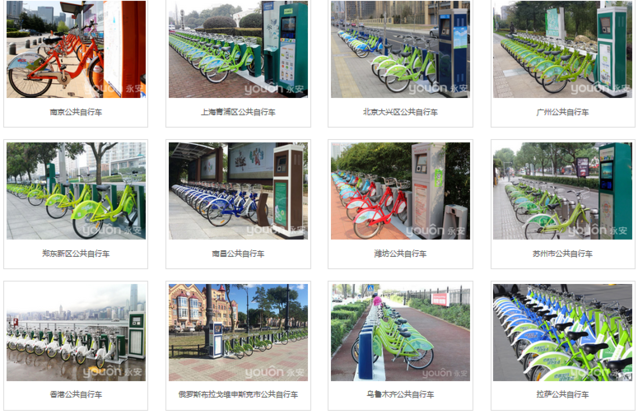 youon 永安
youon 永安
youon 永安
youon 永安
南京公共自行车
上海青浦区公共自行车
北京大兴区公共自行车
广州公共自行车
youon 永安
youon 永安
youon 永安
youon 永安
郑东新区公共自行车
南昌公共自行车
潍坊公共自行车
苏州市公共自行车
youon 永安
youon 永安
youon 永安
youon 永安
香港公共自行车
俄罗斯布拉戈维申斯克市公共自行车
乌鲁木齐公共自行车
拉萨公共自行车